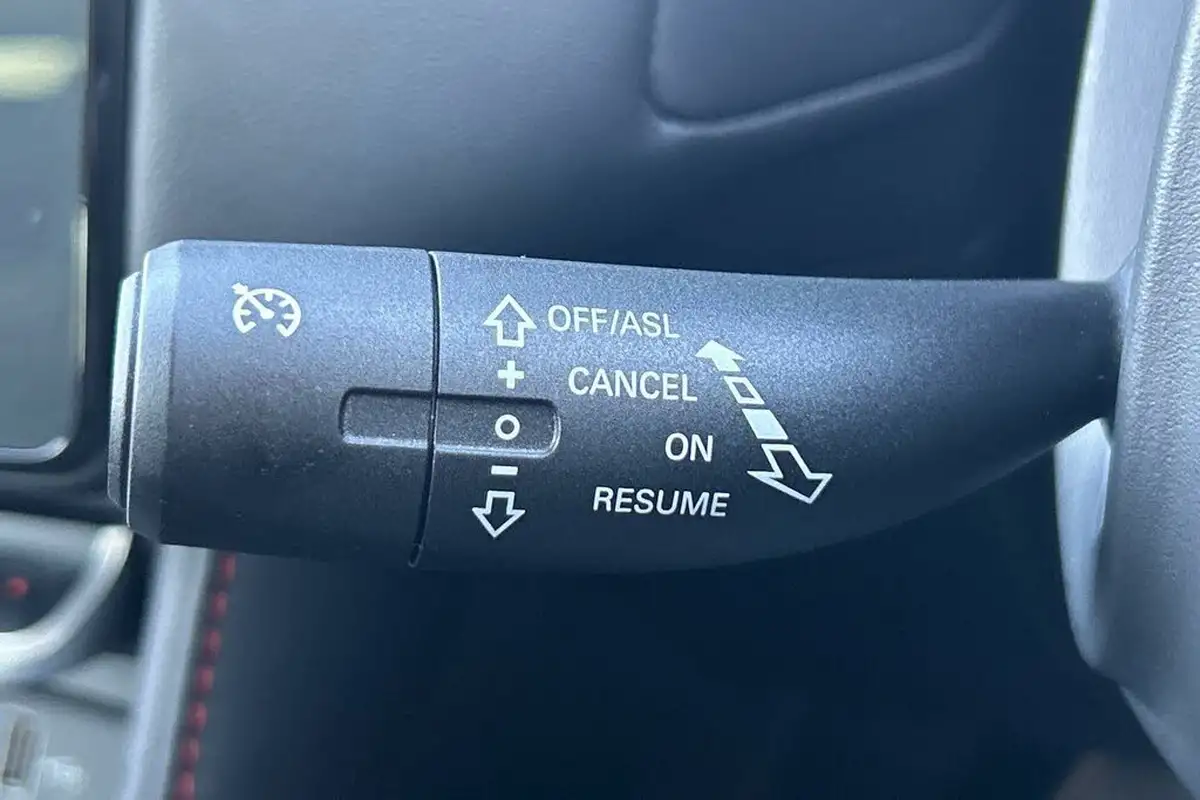 OFF/ASL
+ CANCEL
O ON
- RESUME